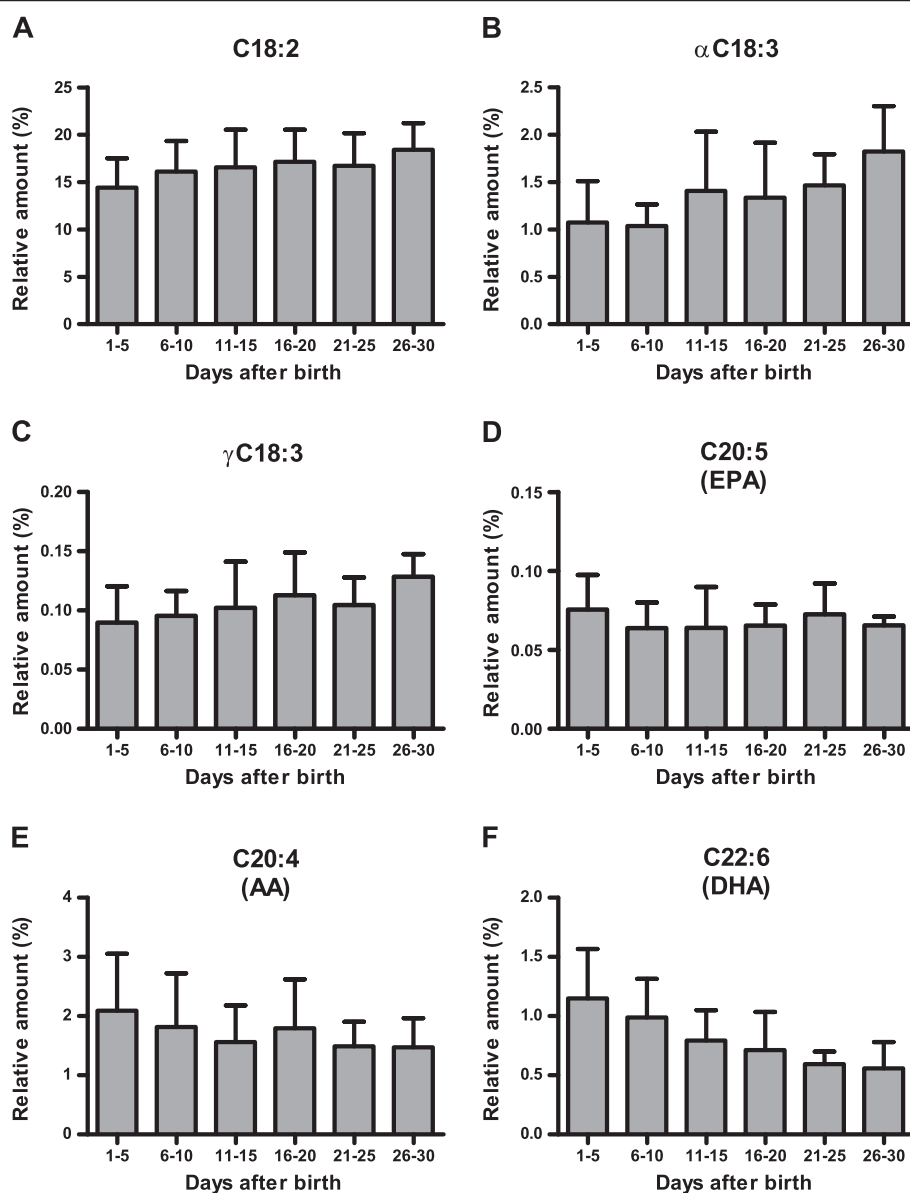 A
C18:2
Relative amount (%)
25
20
15
10
5
0
1-5 6-10 11-15 16-20 21-25 26-30
Days after birth
B
αC18:3
Relative amount (%)
2.5
2.0
1.5
1.0
0.5
0.0
1-5 6-10 11-15 16-20 21-25 26-30
Days after birth
C
γC18:3
Relative amount (%)
0.20
0.15
0.10
0.05
0.00
1-5 6-10 11-15 16-20 21-25 26-30
Days after birth
D
C20:5
(EPA)
Relative amount (%)
0.15
0.10
0.05
0.00
1-5 6-10 11-15 16-20 21-25 26-30
Days after birth
E
C20:4
(AA)
Relative amount (%)
4
3
2
1
0
1-5 6-10 11-15 16-20 21-25 26-30
Days after birth
F
C22:6
(DHA)
Relative amount (%)
2.0
1.5
1.0
0.5
0.0
1-5 6-10 11-15 16-20 21-25 26-30
Days after birth